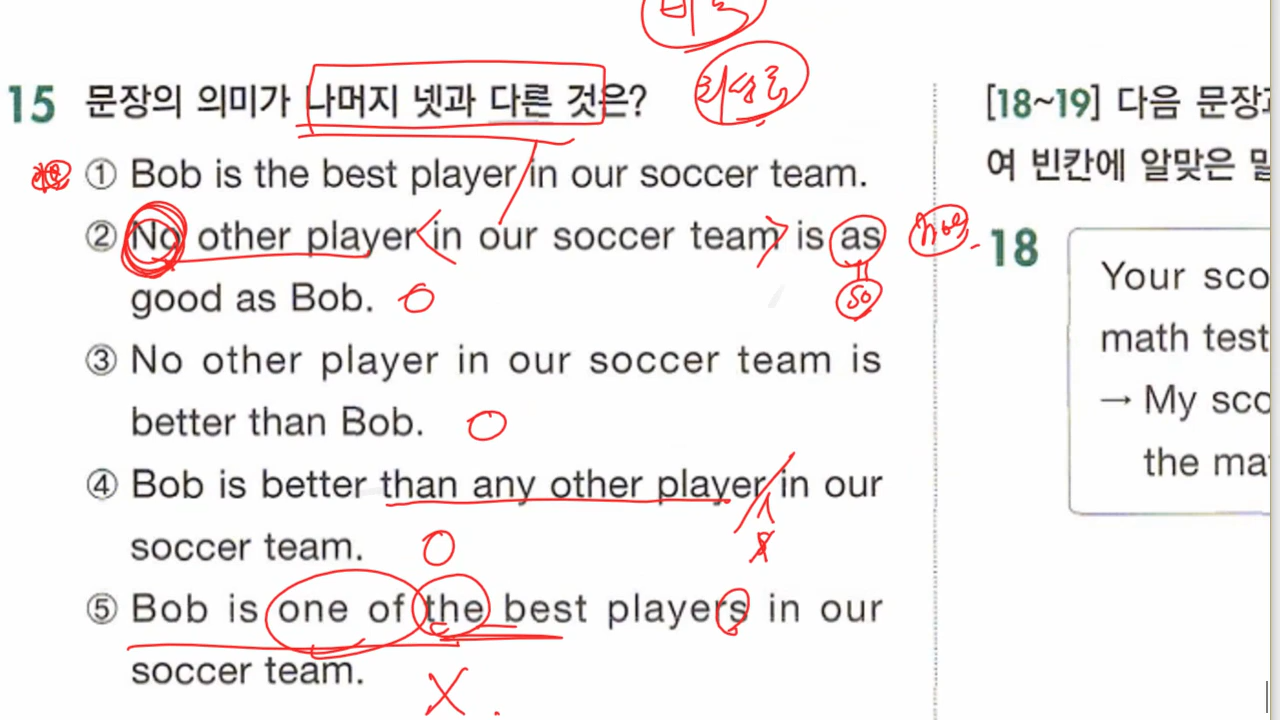 최상급
15 문장의 의미가 나머지 넷과 다른 것은?
① Bob is the best player in our soccer team.
② No other player in our soccer team is as
so
good as Bob.
③ No other player in our soccer team is
better than Bob.
④ Bob is better than any other player in our
soccer team.
⑤ Bob is one of the best players in our
soccer team.
X
[18~19] 다음 문장
여 빈칸에 알맞은 말
18
Your sco
math test
→ My sco
the ma